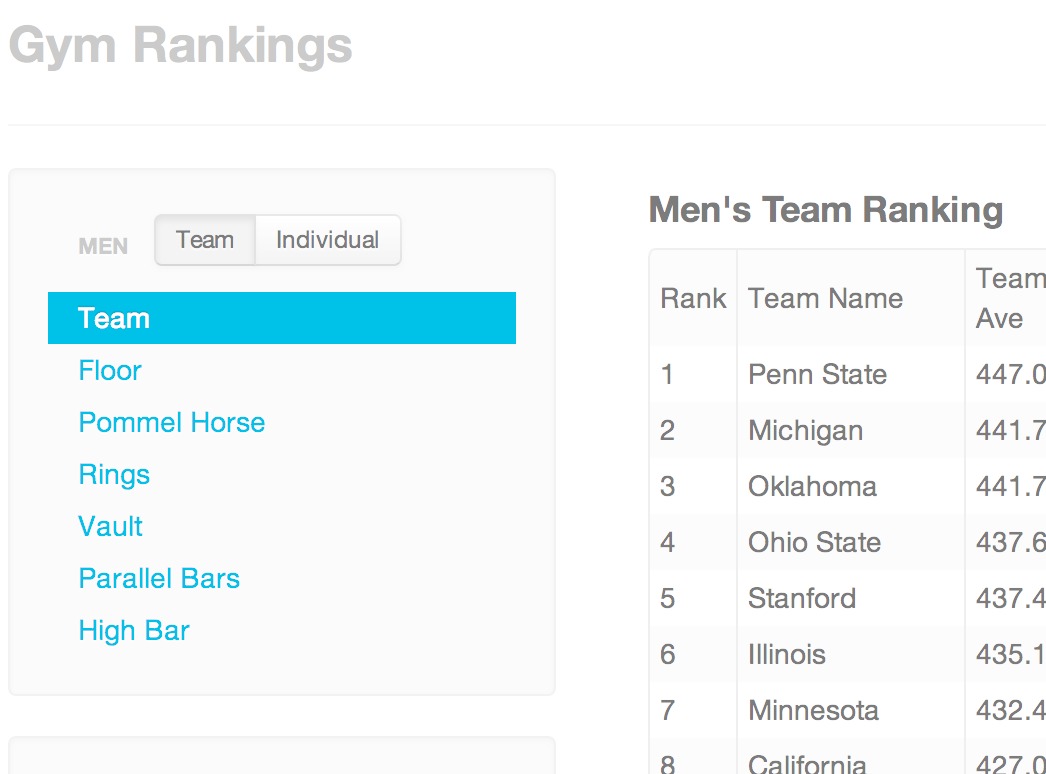 Gym Rankings
MEN Team Individual
Team
Floor
Pommel Horse
Rings
Vault
Parallel Bars
High Bar
Men's Team Ranking
Rank Team Name Team Ave
1 Penn State 447.0
2 Michigan 441.7
3 Oklahoma 441.7
4 Ohio State 437.6
5 Stanford 437.4
6 Illinois 435.1
7 Minnesota 432.4
8 California 427.0